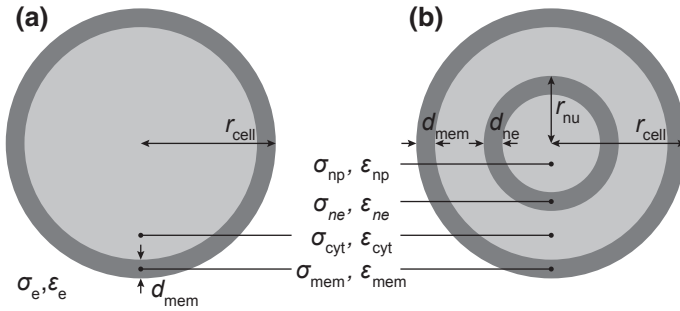 (a)
(b)
r_cell
r_nu
d_mem
d_ne
r_cell
σ_np, ε_np
σ_ne, ε_ne
σ_cyt, ε_cyt
σ_mem, ε_mem
σ_e, ε_e
d_mem